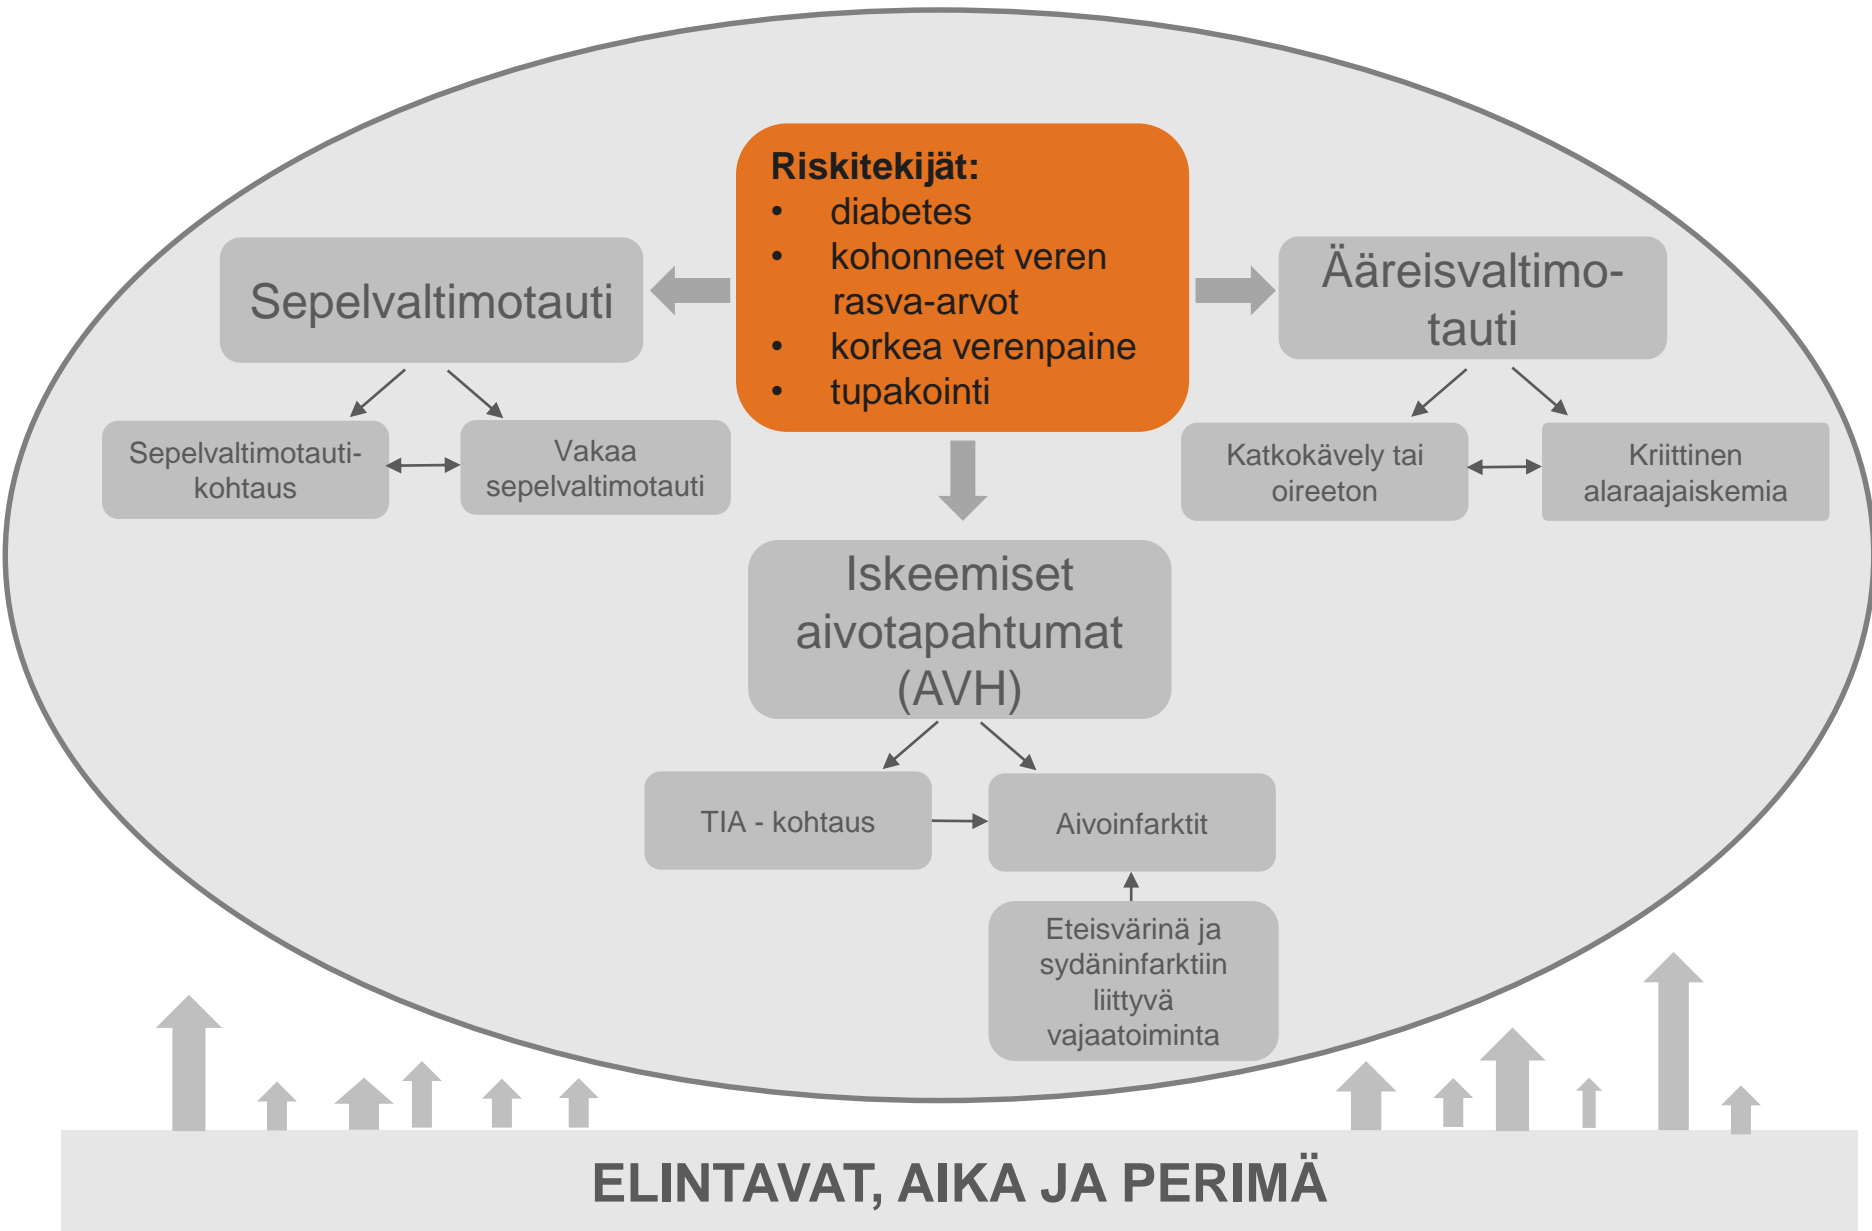 Riskitekijät:
• diabetes
• kohonneet veren
rasva-arvot
• korkea verenpaine
• tupakointi
Sepelvaltimotauti
Ääreisvaltimo-
tauti
Sepelvaltimotauti-
kohtaus
Vakaa
sepelvaltimotauti
Katkokävely tai
oireeton
Kriittinen
alaraajaiskemia
Iskeemiset
aivotapahtumat
(AVH)
TIA - kohtaus
Aivoinfarktit
Eteisvärinä ja
sydäninfarktiin
liittyvä
vajaatoiminta
ELINTAVAT, AIKA JA PERIMÄ